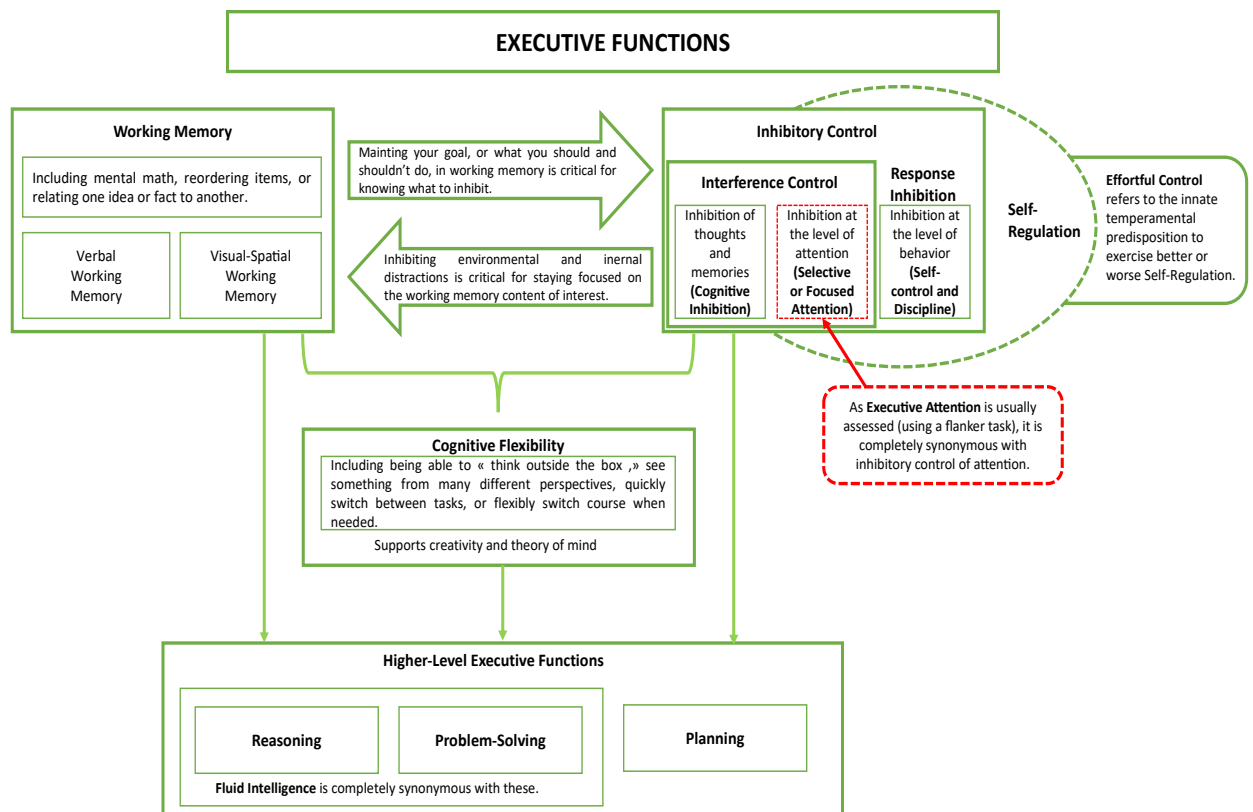 EXECUTIVE FUNCTIONS
Working Memory
Including mental math, reordering items, or
relating one idea or fact to another.
Verbal
Working
Memory
Visual-Spatial
Working
Memory
Mainting your goal, or what you should and
shouldn't do, in working memory is critical for
knowing what to inhibit.
Inhibiting environmental and inernal
distractions is critical for staying focused on
the working memory content of interest.
Inhibitory Control
Interference Control
Inhibition of
thoughts
and
memories
(Cognitive
Inhibition)
Inhibition at
the level of
attention
(Selective
or Focused
Attention)
Response
Inhibition
Inhibition at
the level of
behavior
(Self-
control and
Discipline)
Self-
Regulation
Effortful Control
refers to the innate
temperamental
predisposition to
exercise better or
worse Self-Regulation.
As Executive Attention is usually
assessed (using a flanker task), it is
completely synonymous with
inhibitory control of attention.
Cognitive Flexibility
Including being able to « think outside the box ,» see
something from many different perspectives, quickly
switch between tasks, or flexibly switch course when
needed.
Supports creativity and theory of mind
Higher-Level Executive Functions
Reasoning
Problem-Solving
Planning
Fluid Intelligence is completely synonymous with these.